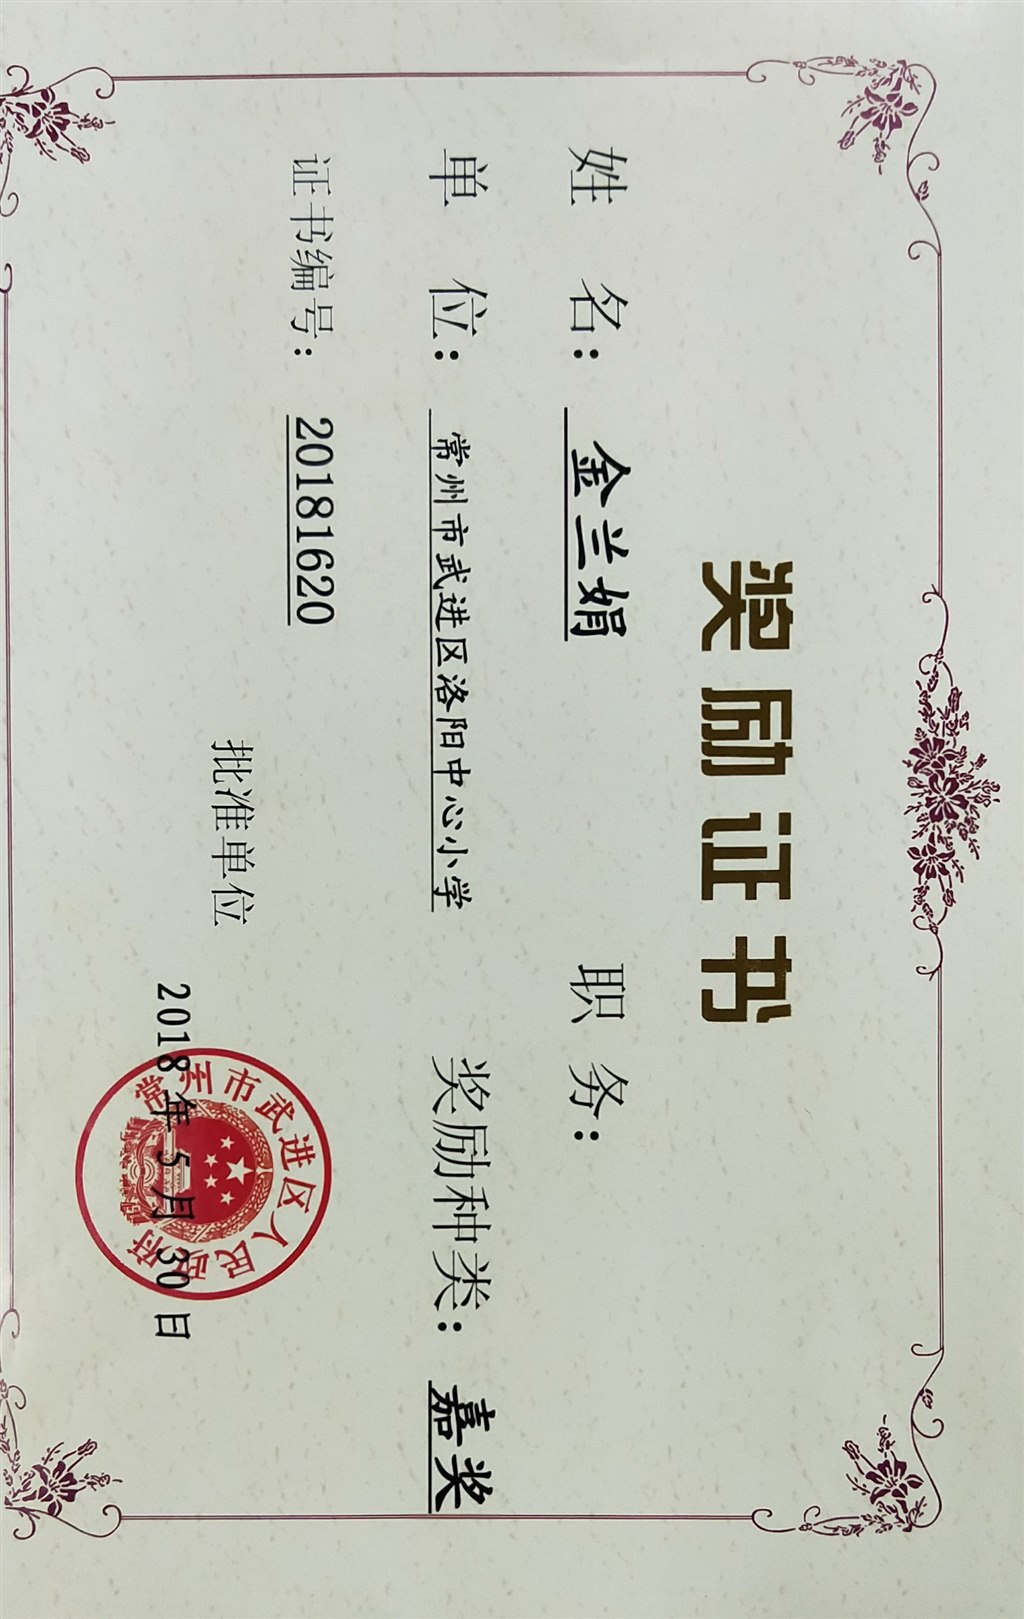 奖励证书
姓 名： 金兰娟 职 务：
单 位： 常州市武进区洛阳中心小学 奖励种类： 嘉奖
证书编号： 20181620
批准单位
常州市武进区人民政府
2018年5月30日